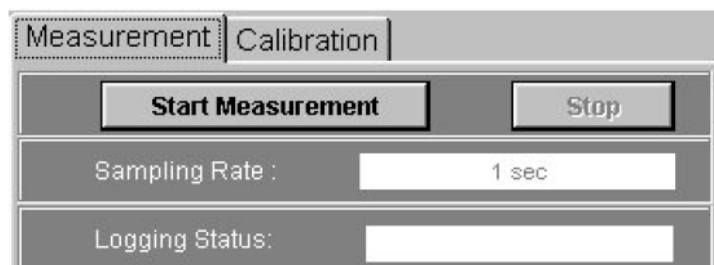 Measurement Calibration
Start Measurement Stop
Sampling Rate : 1 sec
Logging Status: